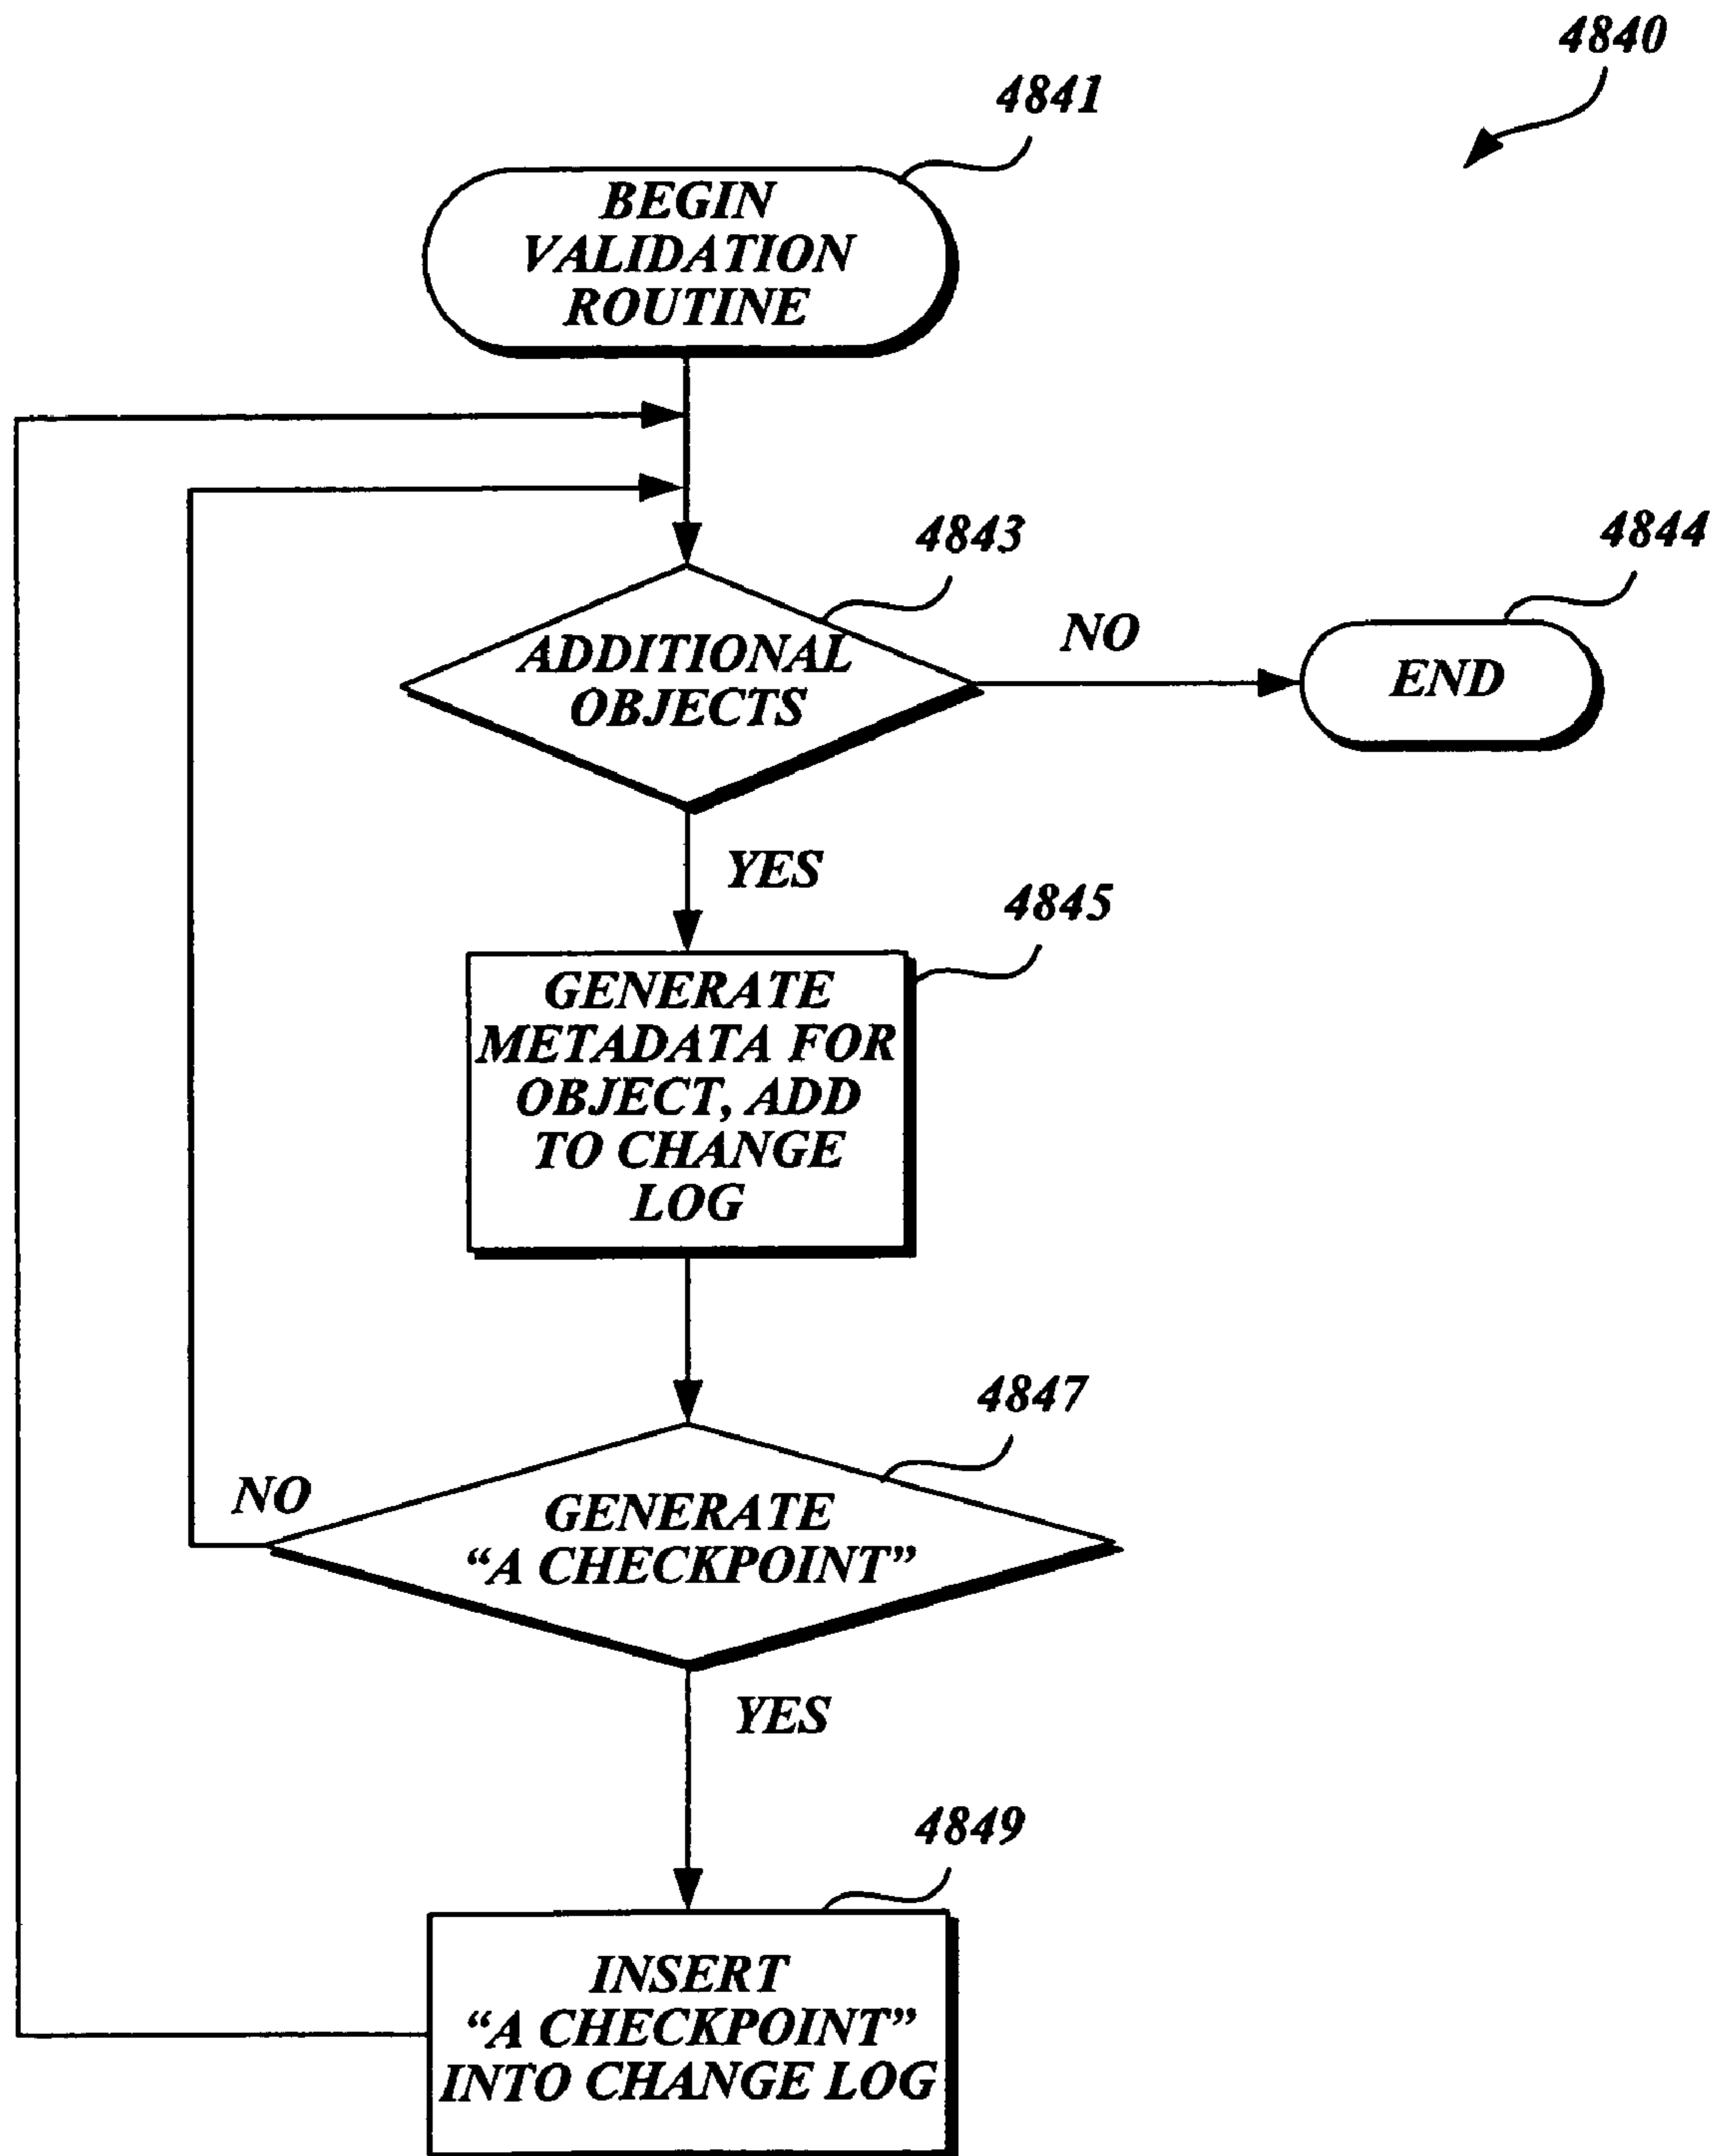 4840
4841
BEGIN
VALIDATION
ROUTINE
4843
4844
ADDITIONAL
OBJECTS
NO
END
YES
4845
GENERATE
METADATA FOR
OBJECT, ADD
TO CHANGE
LOG
4847
NO
GENERATE
“A CHECKPOINT”
YES
4849
INSERT
“A CHECKPOINT”
INTO CHANGE LOG